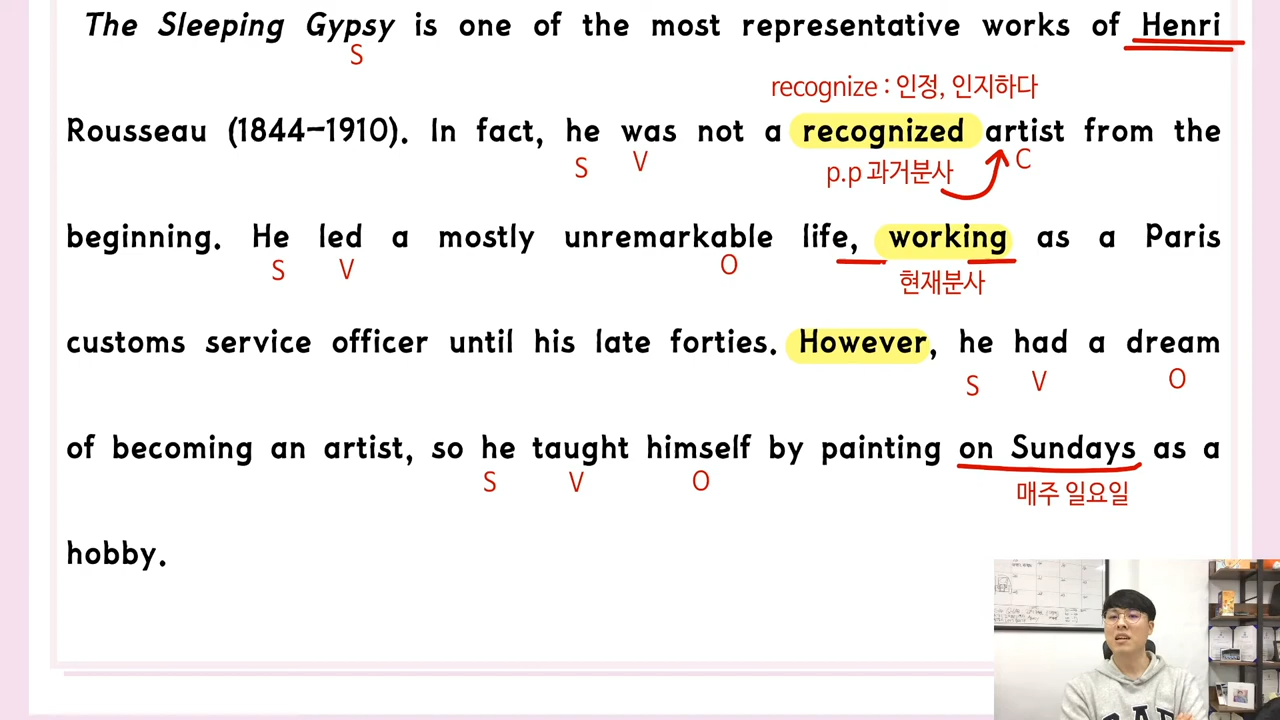 The Sleeping Gypsy is one of the most representative works of Henri
S
recognize : 인정, 인지하다
Rousseau (1844–1910). In fact, he was not a recognized artist from the
S V p.p 과거분사 C
beginning. He led a mostly unremarkable life, working as a Paris
S V O 현재분사
customs service officer until his late forties. However, he had a dream
S V O
of becoming an artist, so he taught himself by painting on Sundays as a
S V O 매주 일요일
hobby.